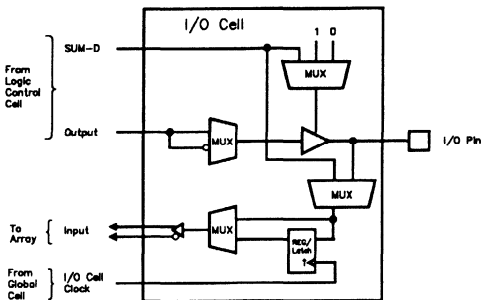 I/O Cell
From
Logic
Control
Cell
SUM-D
1 0
MUX
Output
MUX
I/O Pin
MUX
To
Array
Input
MUX
REG/
Latch
From
Global
Cell
I/O Cell
Clock